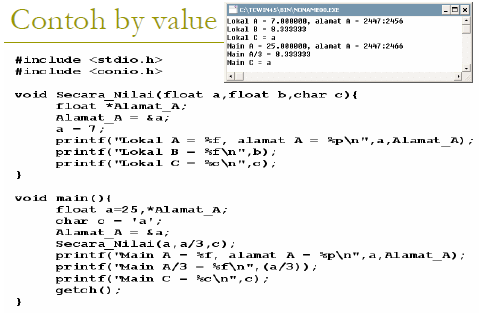 Contoh by value
C:\TCWIN45\BIN\NONAME00.EXE
Lokal A = 7.000000, alamat A = 2447:2456
Lokal B = 8.333333
Lokal C = a
Main A = 25.000000, alamat A = 2447:2466
Main A/3 = 8.333333
Main C = a
#include <stdio.h>
#include <conio.h>
void Secara_Nilai(float a,float b,char c){
float *Alamat_A;
Alamat_A = &a;
a = 7;
printf("Lokal A = %f, alamat A = %p\n",a,Alamat_A);
printf("Lokal B = %f\n",b);
printf("Lokal C = %c\n",c);
}
void main(){
float a=25,*Alamat_A;
char c = 'a';
Alamat_A = &a;
Secara_Nilai(a,a/3,c);
printf("Main A = %f, alamat A = %p\n",a,Alamat_A);
printf("Main A/3 = %f\n",(a/3));
printf("Main C = %c\n",c);
getch();
}